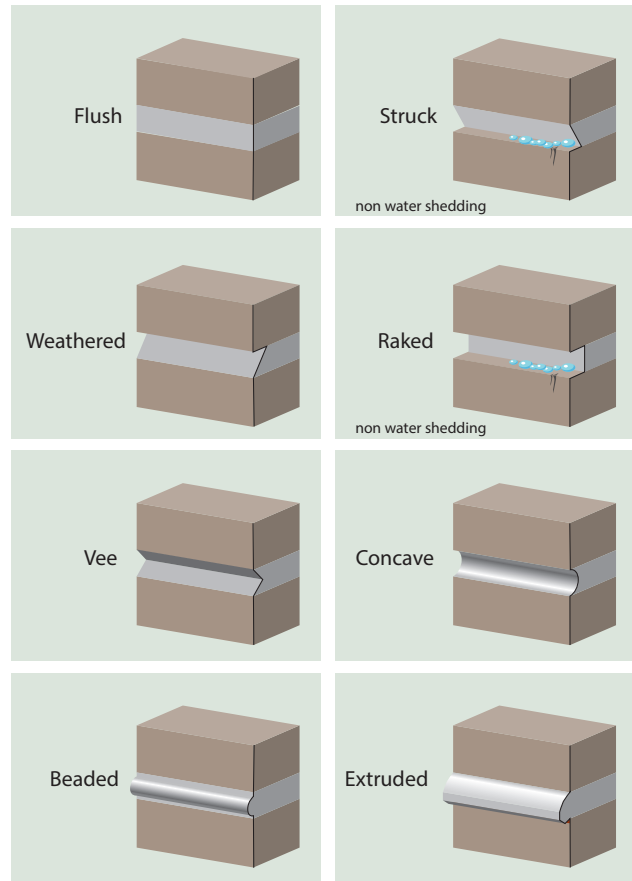 Flush
Struck
non water shedding
Weathered
Raked
non water shedding
Vee
Concave
Beaded
Extruded